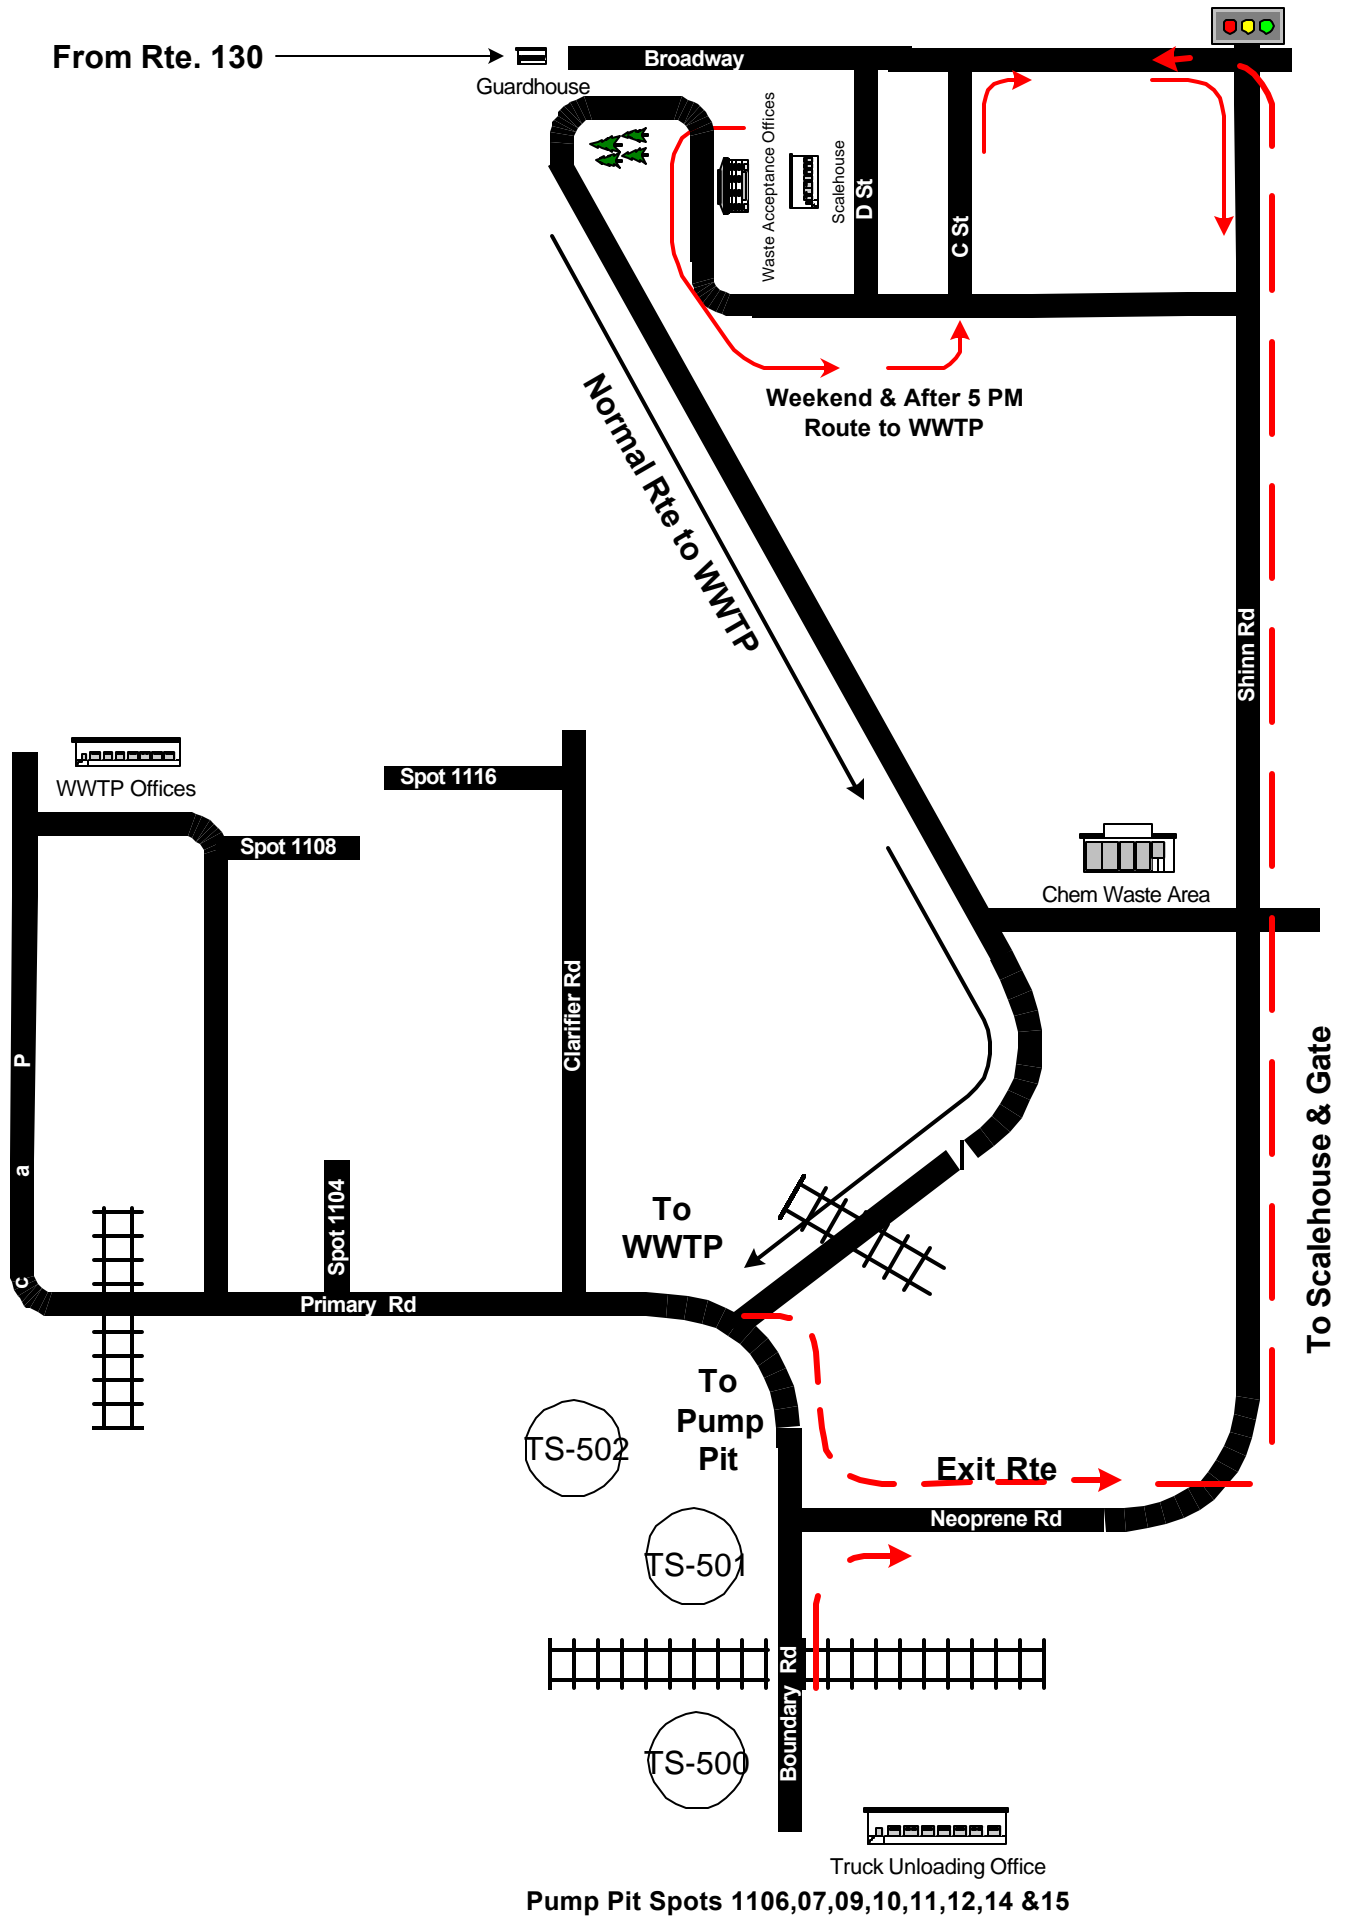 From Rte. 130
Guardhouse
Broadway
Waste Acceptance Offices
Scalehouse
D St
C St
Weekend & After 5 PM
Route to WWTP
Normal Rte to WWTP
Shinn Rd
WWTP Offices
Spot 1116
Spot 1108
Chem Waste Area
Clarifier Rd
P a c
Spot 1104
To
WWTP
To Scalehouse & Gate
Primary Rd
To
Pump
Pit
TS-502
Exit Rte
Neoprene Rd
TS-501
Boundary Rd
TS-500
Truck Unloading Office
Pump Pit Spots 1106,07,09,10,11,12,14 &15